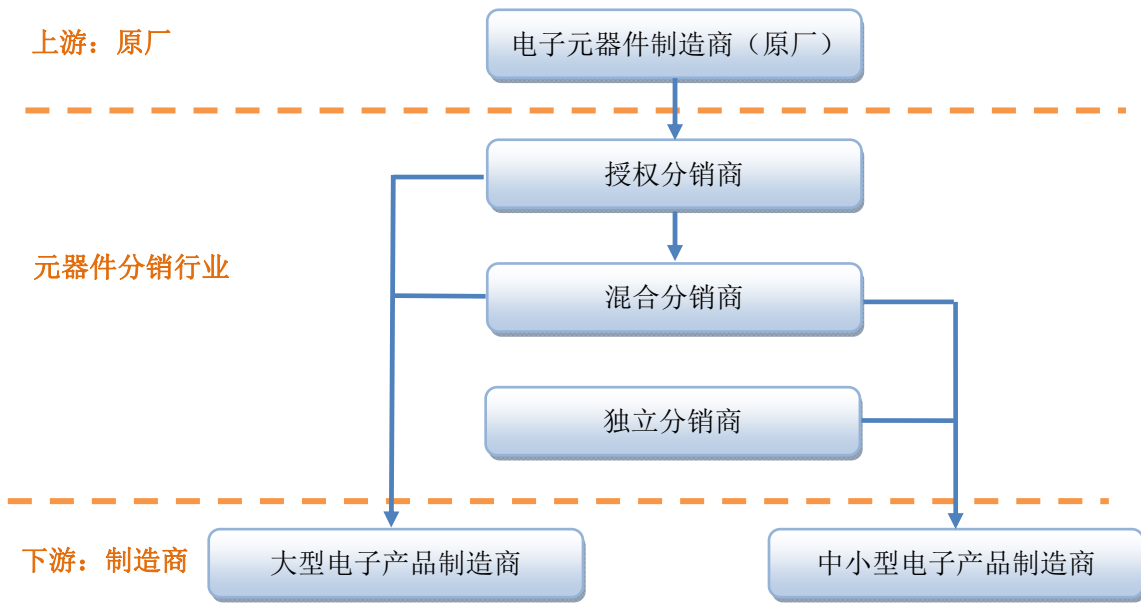 上游：原厂
电子元器件制造商（原厂）
授权分销商
元器件分销行业
混合分销商
独立分销商
下游：制造商
大型电子产品制造商
中小型电子产品制造商